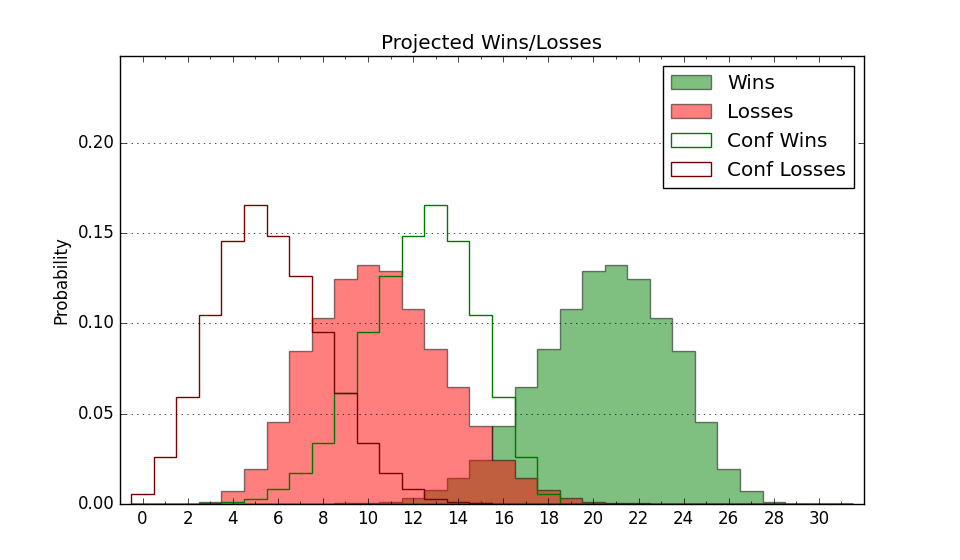 Projected Wins/Losses
Wins
Losses
Conf Wins
Conf Losses
Probability
0.20
0.15
0.10
0.05
0.00
0 2 4 6 8 10 12 14 16 18 20 22 24 26 28 30